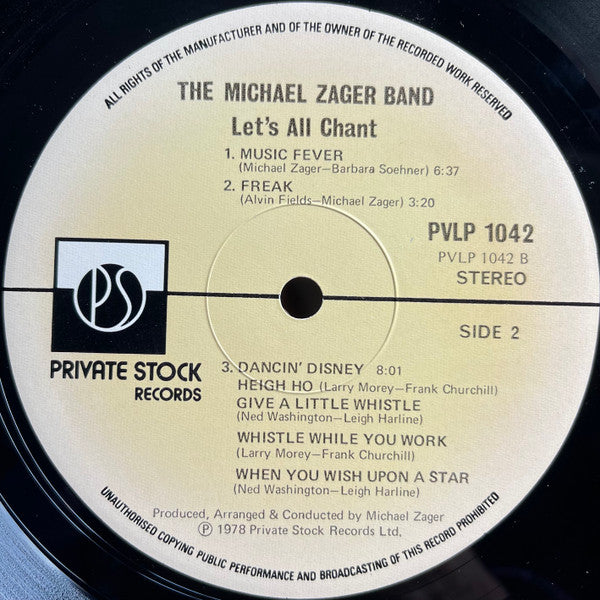 ALL RIGHTS OF THE MANUFACTURER AND OF THE OWNER OF THE RECORDED WORK RESERVED
THE MICHAEL ZAGER BAND
Let's All Chant
1. MUSIC FEVER
(Michael Zager—Barbara Soehner) 6:37
2. FREAK
(Alvin Fields—Michael Zager) 3:20
PVLP 1042
PVLP 1042 B
STEREO
PS
SIDE 2
PRIVATE STOCK
RECORDS
3. DANCIN' DISNEY 8:01
HEIGH HO (Larry Morey—Frank Churchill)
GIVE A LITTLE WHISTLE
(Ned Washington—Leigh Harline)
WHISTLE WHILE YOU WORK
(Larry Morey—Frank Churchill)
WHEN YOU WISH UPON A STAR
(Ned Washington—Leigh Harline)
Produced, Arranged & Conducted by Michael Zager
Ⓟ 1978 Private Stock Records Ltd.
UNAUTHORISED COPYING PUBLIC PERFORMANCE AND BROADCASTING OF THIS RECORD PROHIBITED